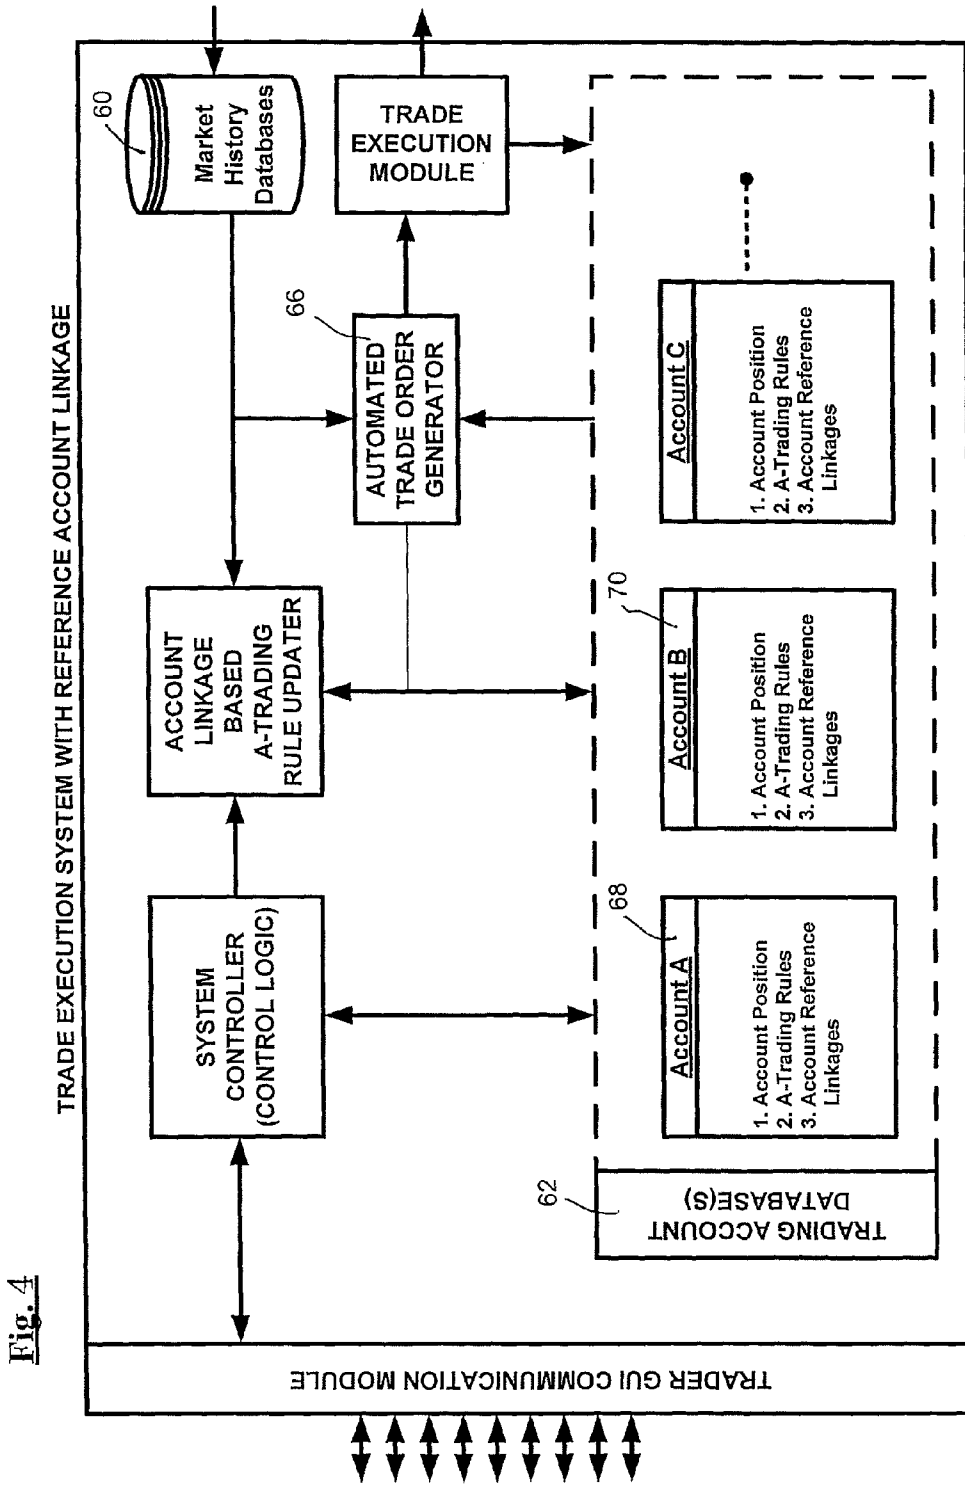 Fig. 4
TRADE EXECUTION SYSTEM WITH REFERENCE ACCOUNT LINKAGE
TRADER GUI COMMUNICATION MODULE
SYSTEM
CONTROLLER
(CONTROL LOGIC)
ACCOUNT
LINKAGE
BASED
A-TRADING
RULE UPDATER
60
Market
History
Databases
66
AUTOMATED
TRADE ORDER
GENERATOR
TRADE
EXECUTION
MODULE
62
TRADING ACCOUNT
DATABASE(S)
68
Account A
1. Account Position
2. A-Trading Rules
3. Account Reference
Linkages
70
Account B
1. Account Position
2. A-Trading Rules
3. Account Reference
Linkages
Account C
1. Account Position
2. A-Trading Rules
3. Account Reference
Linkages